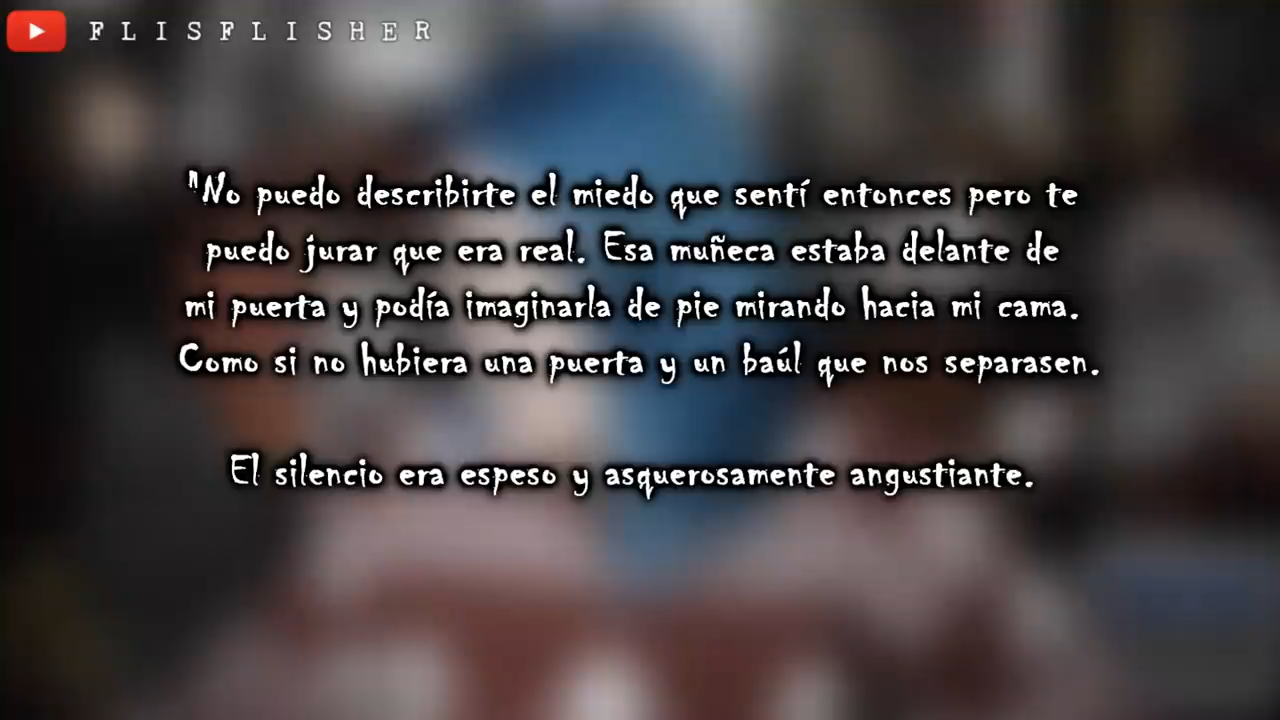 FLISFLISHER
"No puedo describirte el miedo que sentí entonces pero te
puedo jurar que era real. Esa muñeca estaba delante de
mi puerta y podía imaginarla de pie mirando hacia mi cama.
Como si no hubiera una puerta y un baúl que nos separasen.
El silencio era espeso y asquerosamente angustiante.